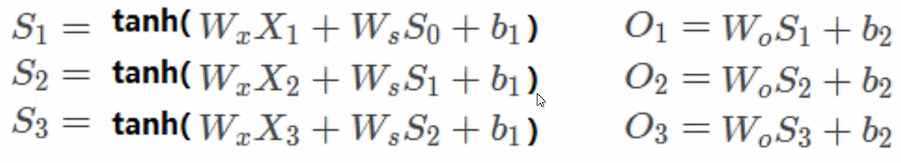 S₁ = tanh( WₓX₁ + WₛS₀ + b₁ ) O₁ = WₒS₁ + b₂
S₂ = tanh( WₓX₂ + WₛS₁ + b₁ ) O₂ = WₒS₂ + b₂
S₃ = tanh( WₓX₃ + WₛS₂ + b₁ ) O₃ = WₒS₃ + b₂